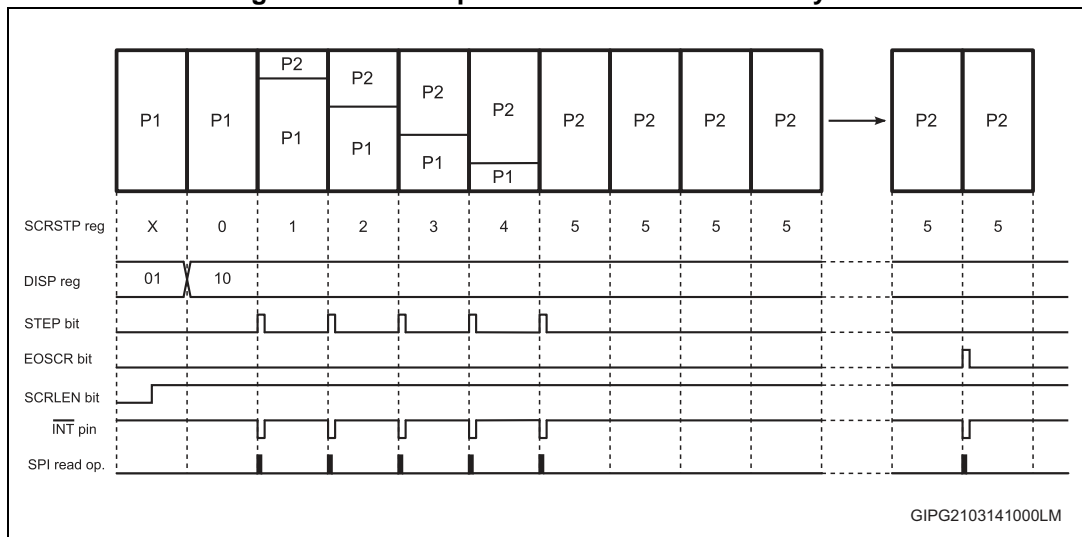 P1 P1 P2 P1 P2 P1 P2 P1 P2 P1 P2 P2 P2 P2 P2 P2
SCRSTP reg X 0 1 2 3 4 5 5 5 5 5 5
DISP reg 01 10
STEP bit
EOSCR bit
SCRLEN bit
INT pin
SPI read op.
GIPG2103141000LM